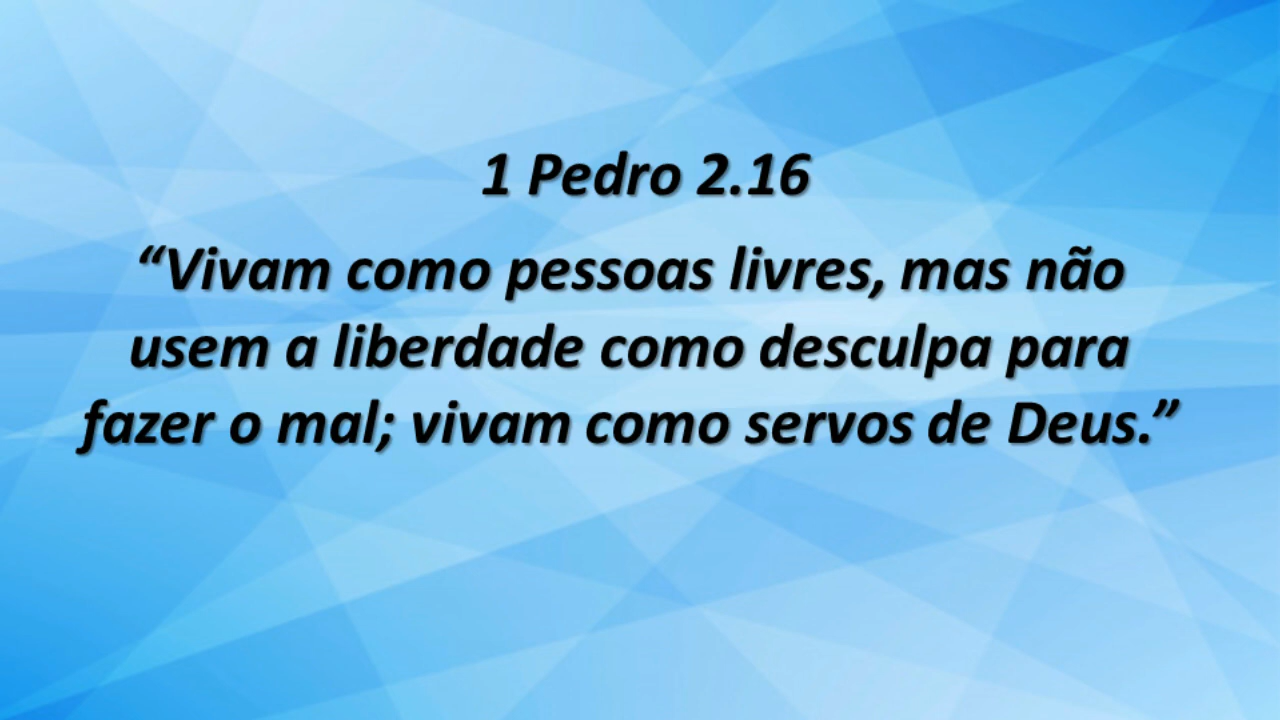 1 Pedro 2.16
“Vivam como pessoas livres, mas não
usem a liberdade como desculpa para
fazer o mal; vivam como servos de Deus.”